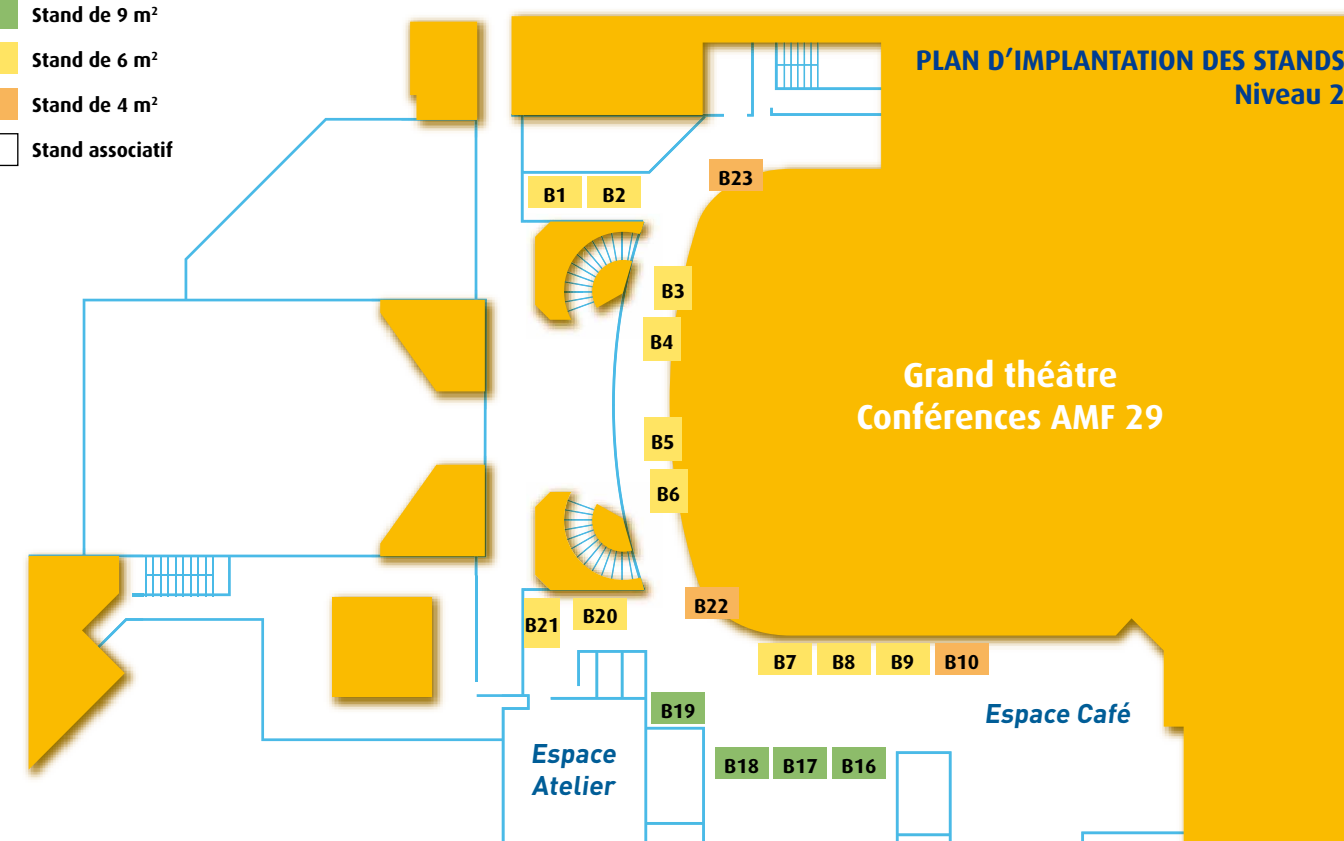 Stand de 9 m²
Stand de 6 m²
Stand de 4 m²
Stand associatif
PLAN D'IMPLANTATION DES STANDS
Niveau 2
B1 B2
B23
B3
B4
Grand théâtre
Conférences AMF 29
B5
B6
B22
B21 B20
B7 B8 B9 B10
B19
Espace Café
Espace
Atelier
B18 B17 B16